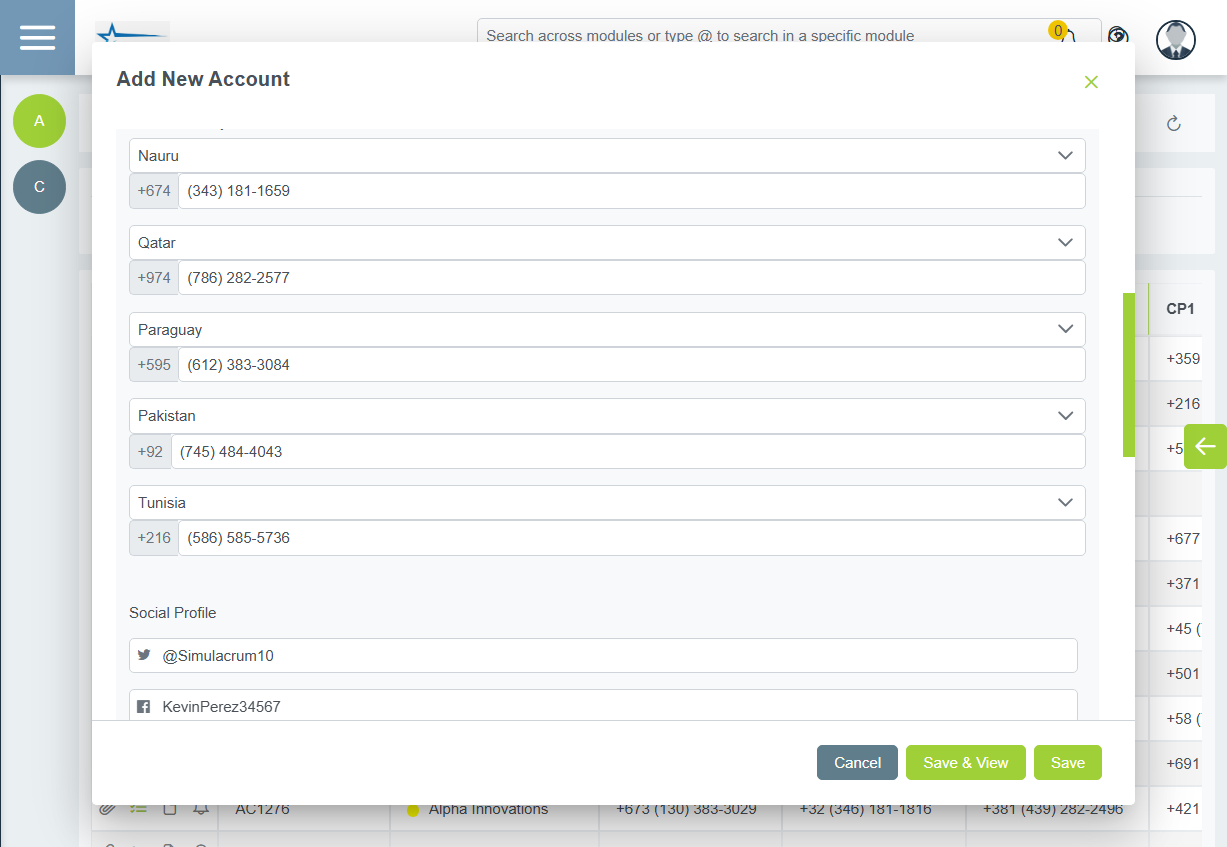 Search across modules or type @ to search in a specific module
0
Add New Account
A
C
Nauru
+674 (343) 181-1659
Qatar
+974 (786) 282-2577
Paraguay
+595 (612) 383-3084
Pakistan
+92 (745) 484-4043
Tunisia
+216 (586) 585-5736
Social Profile
@Simulacrum10
KevinPerez34567
Cancel
Save & View
Save
CP1
+359
+216
+5
+677
+371
+45 (
+501
+58 (
+691
AC1276 Alpha Innovations +673 (130) 383-3029 +32 (346) 181-1816 +381 (439) 282-2496 +421